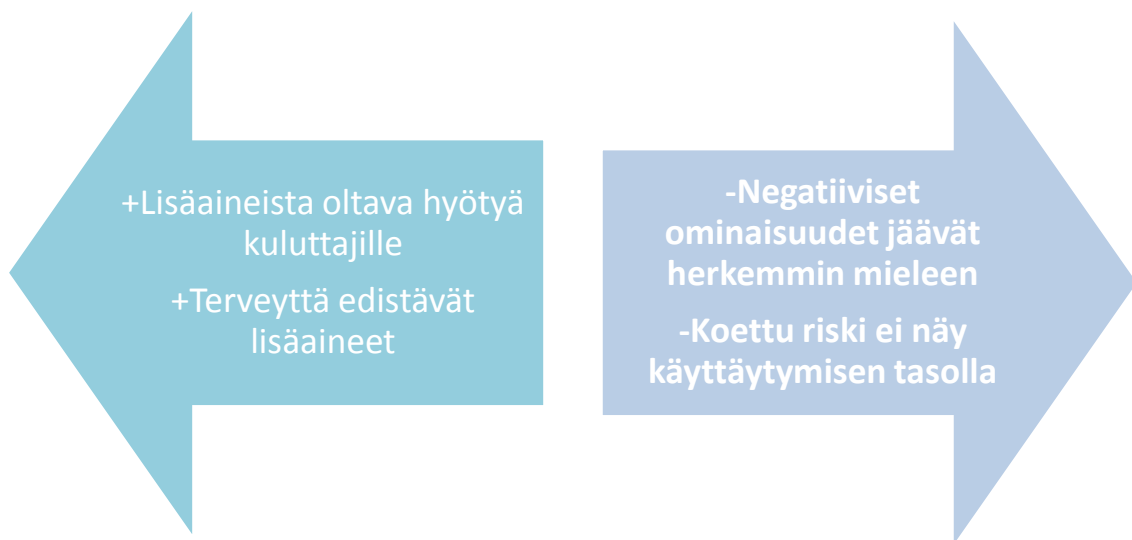 +Lisäaineista oltava hyötyä
kuluttajille
+Terveyttä edistävät
lisäaineet
-Negatiiviset
ominaisuudet jäävät
herkemmin mieleen
-Koettu riski ei näy
käyttäytymisen tasolla